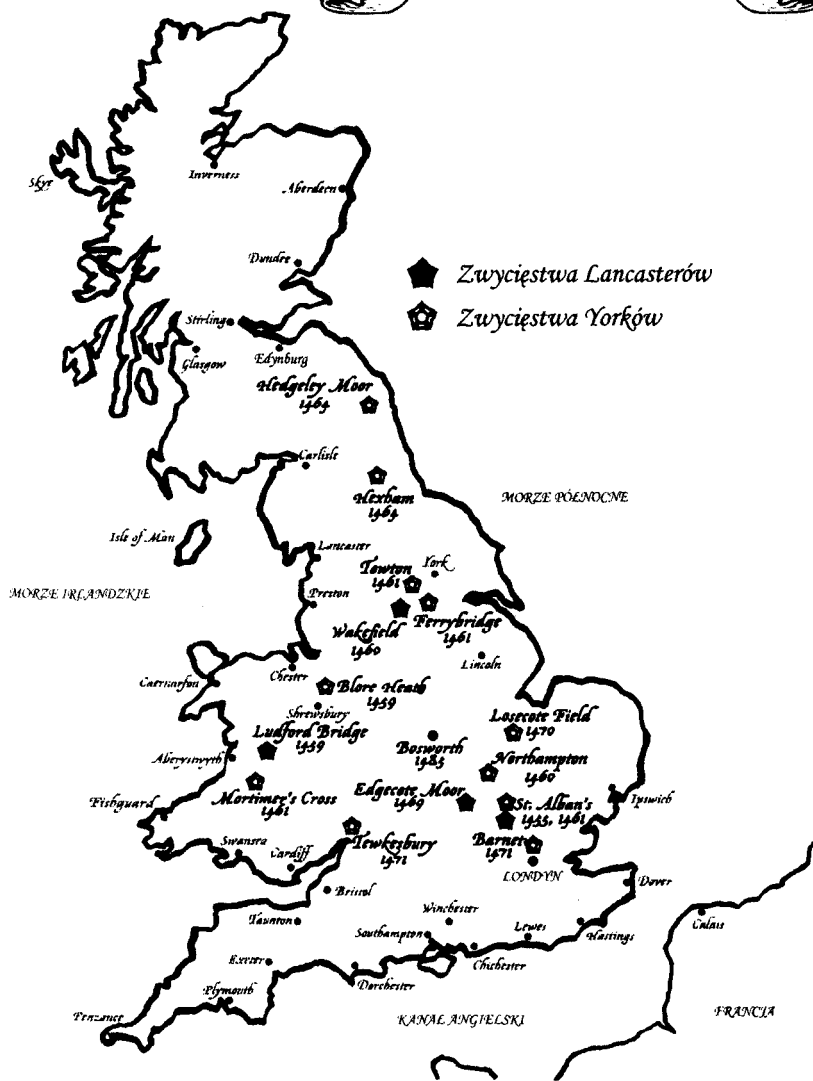 Inverness
Skye
Aberdeen
Dundee
Zwycięstwa Lancasterów
Zwycięstwa Yorków
Stirling
Glasgow
Edynburg
Hedgeley Moor
1464
Carlisle
Hexham
1464
MORZE PÓŁNOCNE
Isle of Man
Lancaster
Towton
1461
York
MORZE IRLANDZKIE
Preston
Wakefield
1460
Ferrybridge
1461
Lincoln
Chester
Caernarfon
Blore Heath
1459
Shrewsbury
Ludford Bridge
1459
Losecote Field
1470
Bosworth
1485
Aberystwyth
Northampton
1460
Mortimer's Cross
1461
Edgecote Moor
1469
St. Alban's
1455, 1461
Ipswich
Fishguard
Tewkesbury
1471
Barnet
1471
Swansea
Cardiff
LONDYN
Dover
Bristol
Winchester
Taunton
Southampton
Lewes
Hastings
Calais
Exeter
Chichester
Dorchester
Plymouth
Penzance
KANAŁ ANGIELSKI
FRANCJA